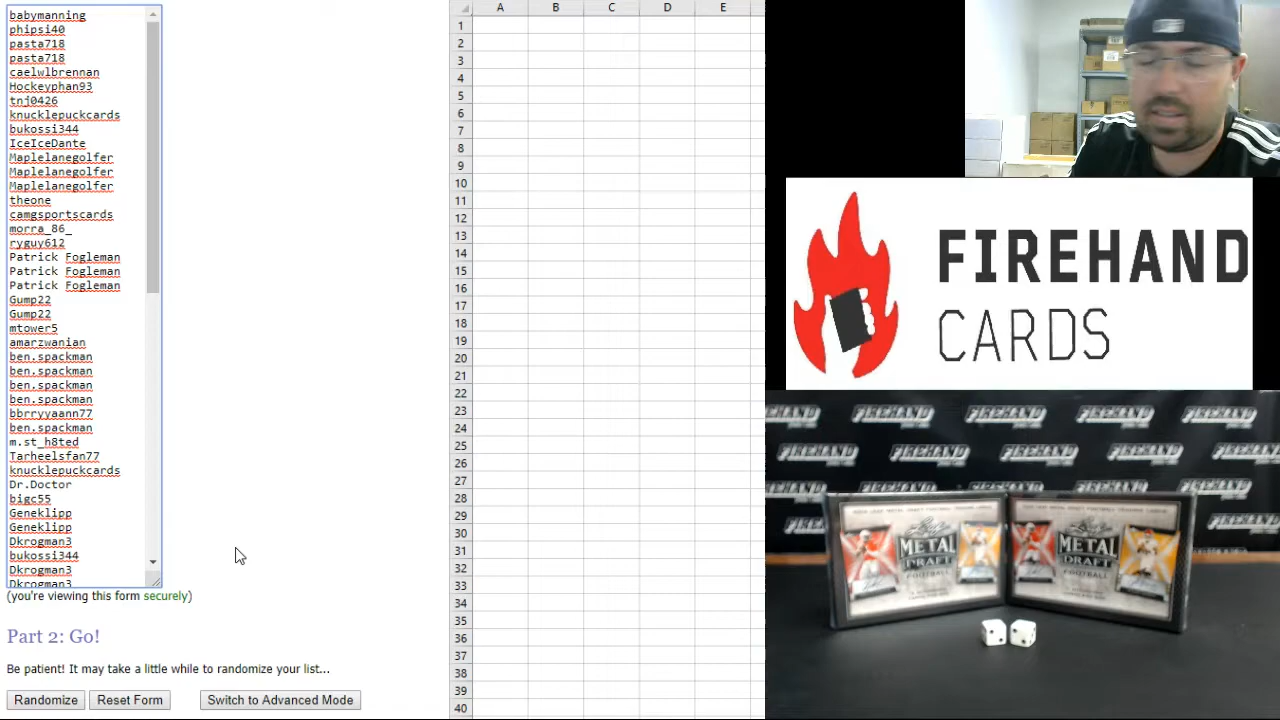 babymanning
phipsi40
pasta718
pasta718
caelwlbrennan
Hockeyphan93
tnj0426
knucklepuckcards
bukossi344
IceIceDante
Maplelanegolfer
Maplelanegolfer
Maplelanegolfer
theone
camgsportscards
morra_86_
ryguy612
Patrick Fogleman
Patrick Fogleman
Patrick Fogleman
Gump22
Gump22
mtower5
amarzwanian
ben.spackman
ben.spackman
ben.spackman
ben.spackman
bbrryyaann77
ben.spackman
m.st_h8ted
Tarheelsfan77
knucklepuckcards
Dr.Doctor
bigc55
Geneklipp
Geneklipp
Dkrogman3
bukossi344
Dkrogman3
Dkrogman3
(you're viewing this form securely)
Part 2: Go!
Be patient! It may take a little while to randomize your list...
Randomize
Reset Form
Switch to Advanced Mode
A B C D E
1
2
3
4
5
6
7
8
9
10
11
12
13
14
15
16
17
18
19
20
21
22
23
24
25
26
27
28
29
30
31
32
33
34
35
36
37
38
39
40
FIREHAND
CARDS
FIREHAND
Leaf
METAL
DRAFT
FOOTBALL
Leaf
METAL
DRAFT
FOOTBALL